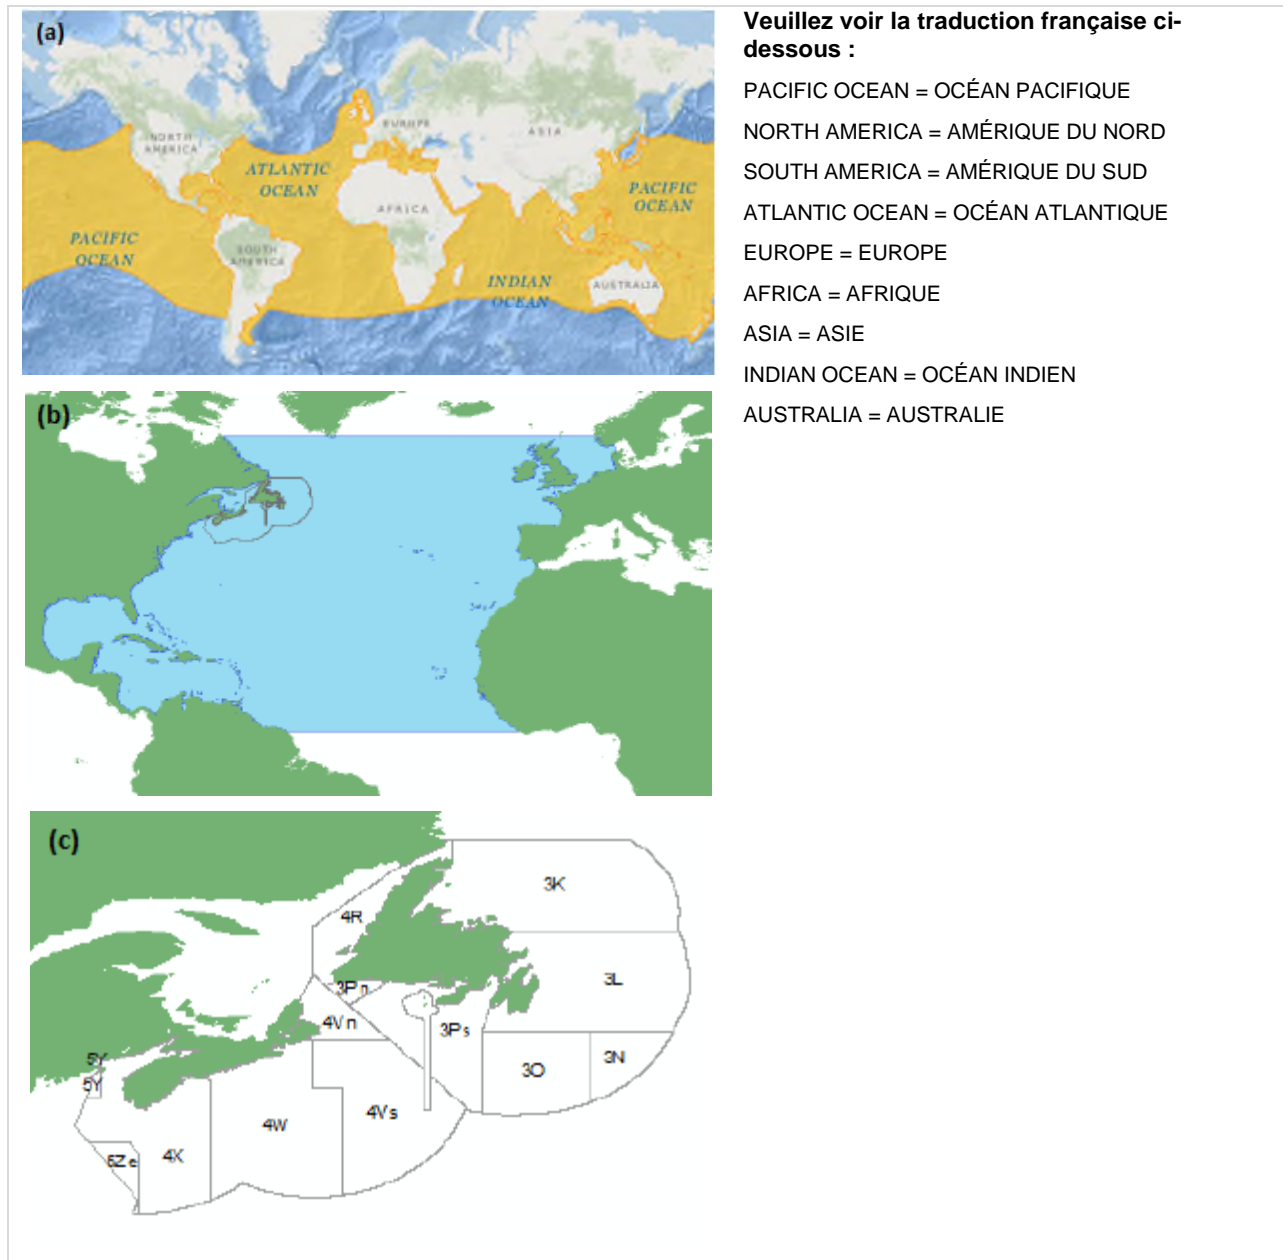 (a)
NORTH
AMERICA
EUROPE
ASIA
ATLANTIC
OCEAN
AFRICA
PACIFIC
OCEAN
PACIFIC
OCEAN
SOUTH
AMERICA
INDIAN
OCEAN
AUSTRALIA
(b)
(c)
3K
4R
3L
3Pn
4Vn
3Ps
3O
3N
5Y
5Y
4Vs
4W
4X
5Ze
Veuillez voir la traduction française ci-
dessous :
PACIFIC OCEAN = OCÉAN PACIFIQUE
NORTH AMERICA = AMÉRIQUE DU NORD
SOUTH AMERICA = AMÉRIQUE DU SUD
ATLANTIC OCEAN = OCÉAN ATLANTIQUE
EUROPE = EUROPE
AFRICA = AFRIQUE
ASIA = ASIE
INDIAN OCEAN = OCÉAN INDIEN
AUSTRALIA = AUSTRALIE